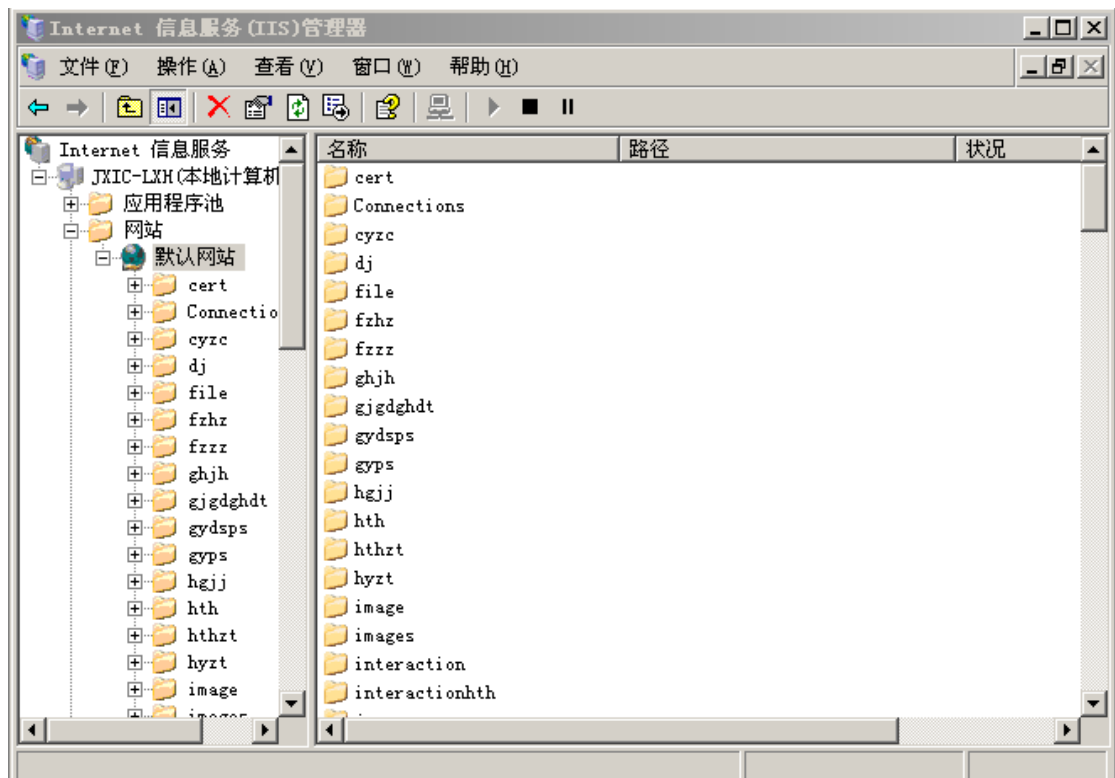 Internet 信息服务(IIS)管理器
文件(F) 操作(A) 查看(V) 窗口(W) 帮助(H)
Internet 信息服务
JXIC-LXH(本地计算机
应用程序池
网站
默认网站
cert
Connectio
cyzc
dj
file
fzhz
fzzz
ghjh
gjgdghdt
gydsps
gyps
hgjj
hth
hthzt
hyzt
image
images
名称 路径 状况
cert
Connections
cyzc
dj
file
fzhz
fzzz
ghjh
gjgdghdt
gydsps
gyps
hgjj
hth
hthzt
hyzt
image
images
interaction
interactionhth